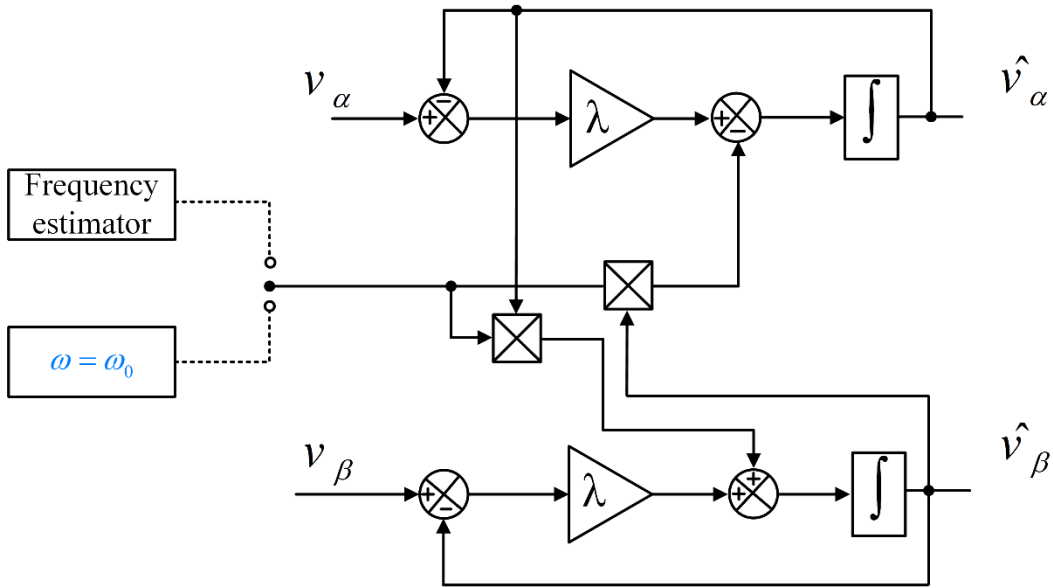 v α
v̂ α
− + λ + − ∫
Frequency
estimator
ω = ω₀
v β
v̂ β
+ − λ + + ∫